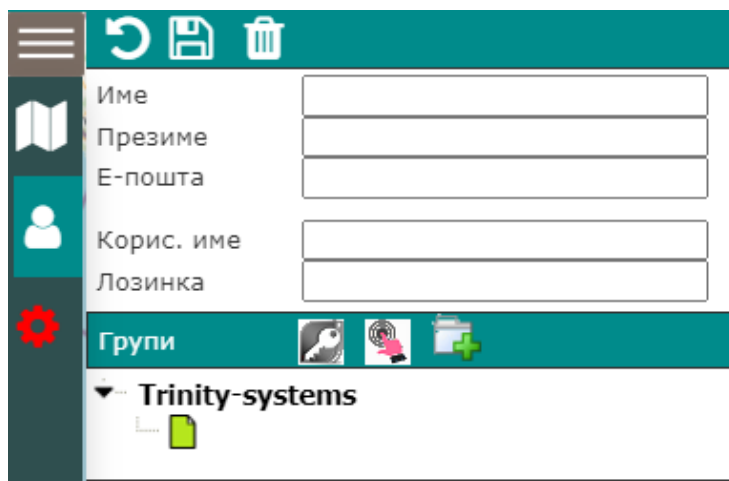 Име
Презиме
Е-пошта
Корис. име
Лозинка
Групи
Trinity-systems